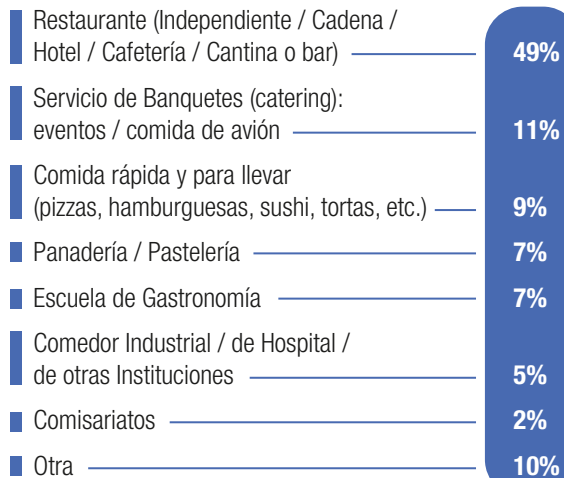 Restaurante (Independiente / Cadena /
Hotel / Cafetería / Cantina o bar) 49%
Servicio de Banquetes (catering):
eventos / comida de avión 11%
Comida rápida y para llevar
(pizzas, hamburguesas, sushi, tortas, etc.) 9%
Panadería / Pastelería 7%
Escuela de Gastronomía 7%
Comedor Industrial / de Hospital /
de otras Instituciones 5%
Comisariatos 2%
Otra 10%